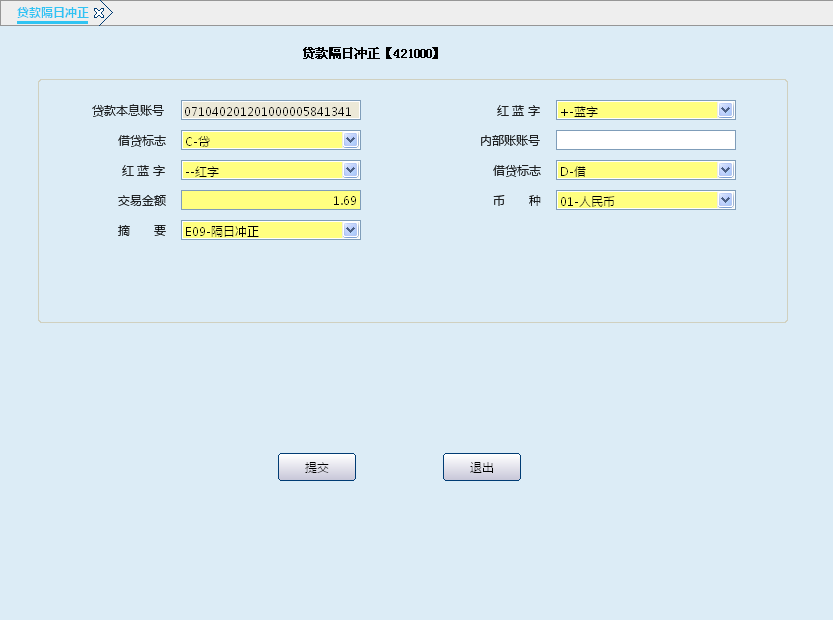 贷款隔日冲正
贷款隔日冲正【421000】
贷款本息账号 071040201201000005841341 红 蓝 字 +-蓝字
借贷标志 C-贷 内部账账号
红 蓝 字 --红字 借贷标志 D-借
交易金额 1.69 币 种 01-人民币
摘 要 E09-隔日冲正
提交 退出